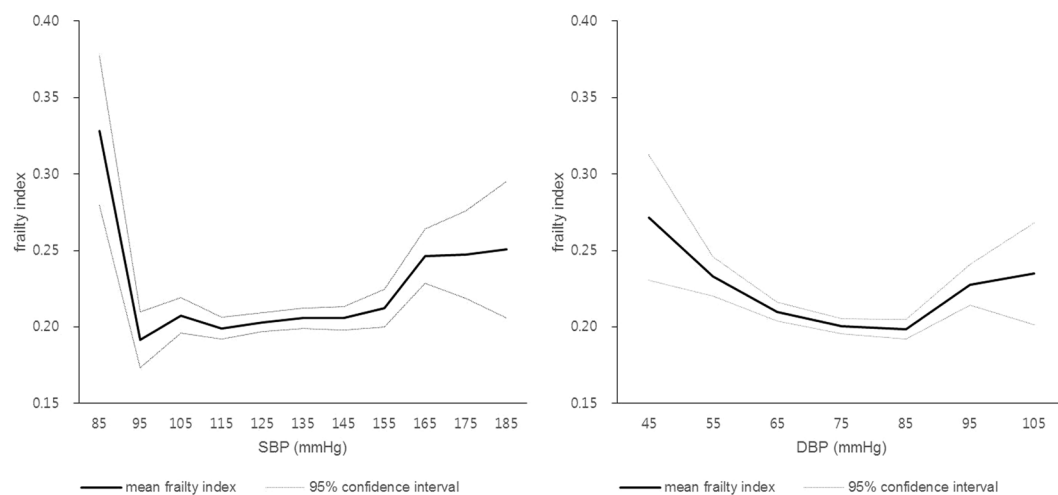 0.40
0.35
0.30
0.25
0.20
0.15
frailty index
85 95 105 115 125 135 145 155 165 175 185
SBP (mmHg)
mean frailty index 95% confidence interval
0.40
0.35
0.30
0.25
0.20
0.15
frailty index
45 55 65 75 85 95 105
DBP (mmHg)
mean frailty index 95% confidence interval